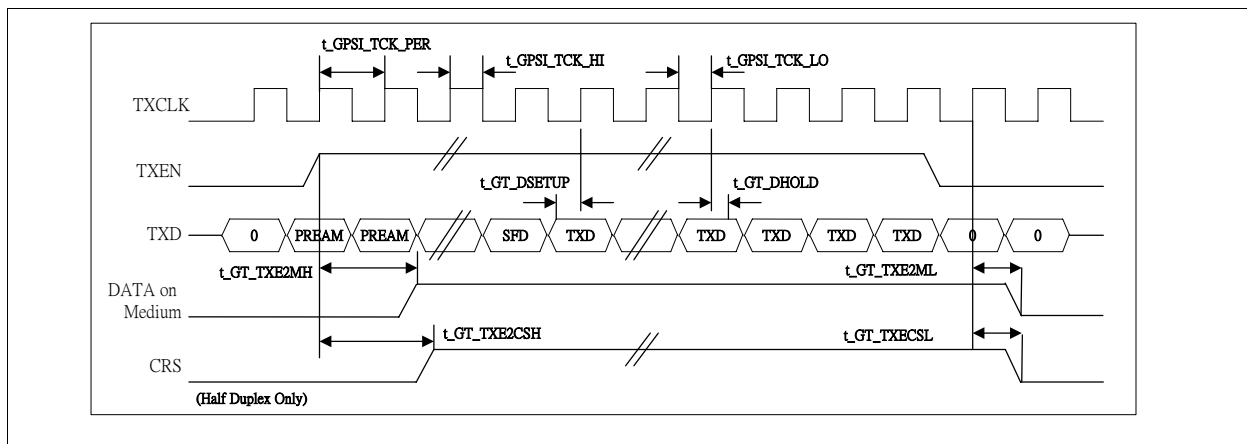 t_GPSI_TCK_PER
t_GPSI_TCK_HI
t_GPSI_TCK_LO
TXCLK
TXEN
t_GT_DSETUP
t_GT_DHOLD
TXD
0 PREAM PREAM SFD TXD TXD TXD TXD TXD 0 0
t_GT_TXE2MH
t_GT_TXE2ML
DATA on
Medium
t_GT_TXE2CSH
t_GT_TXECSL
CRS
(Half Duplex Only)